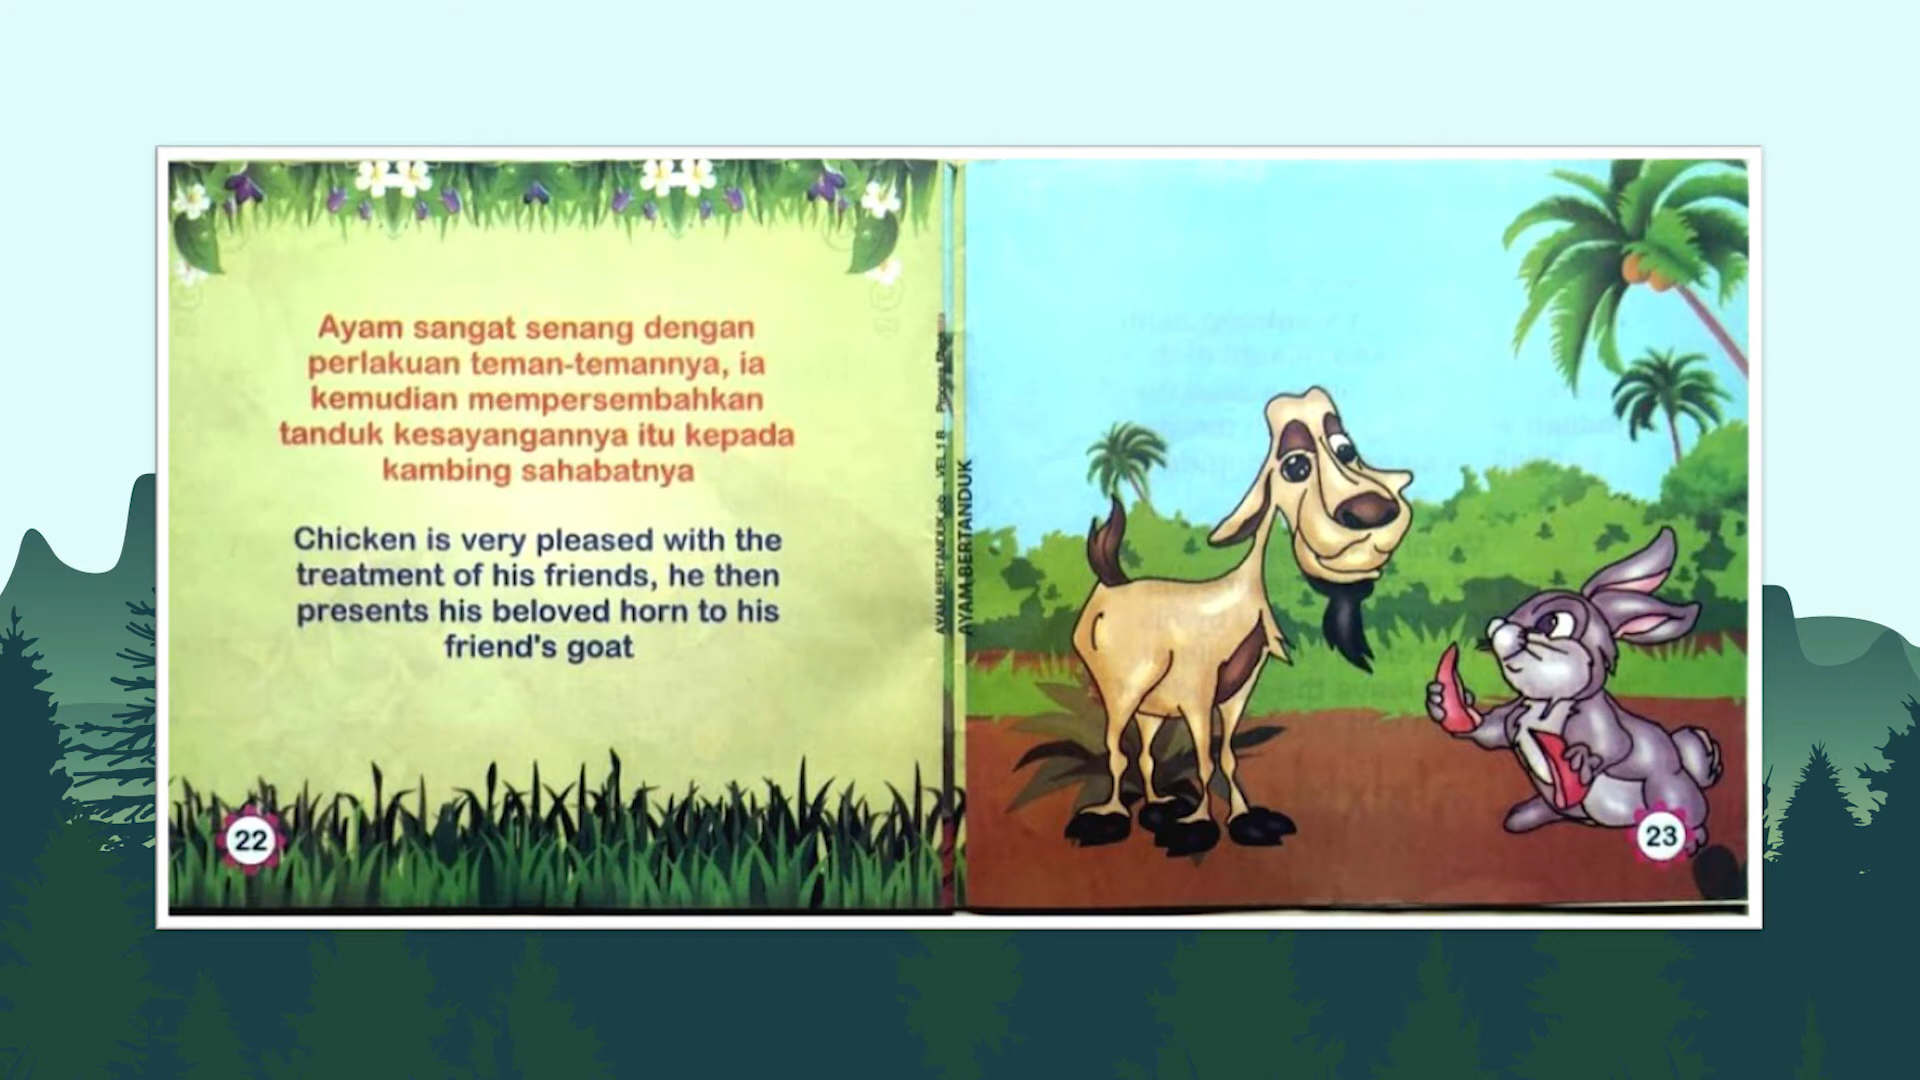 Ayam sangat senang dengan
perlakuan teman-temannya, ia
kemudian mempersembahkan
tanduk kesayangannya itu kepada
kambing sahabatnya
Chicken is very pleased with the
treatment of his friends, he then
presents his beloved horn to his
friend's goat
22
AYAM BERTANDUK
23